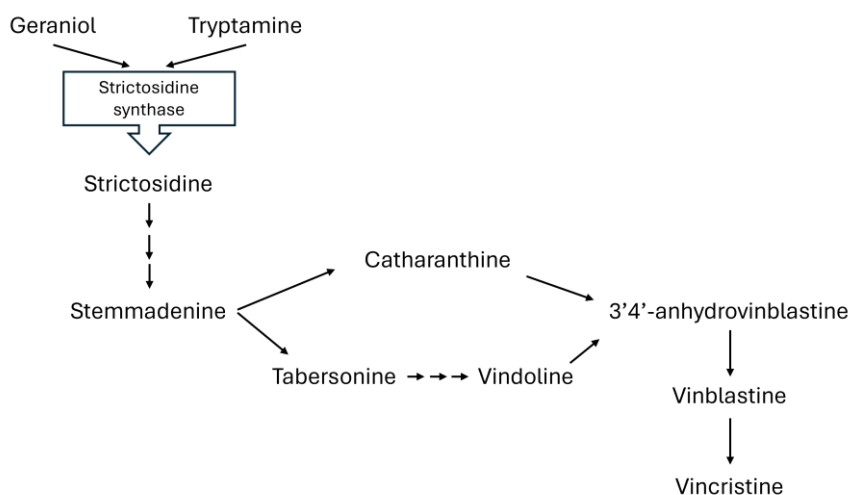 Geraniol
Tryptamine
Strictosidine
synthase
Strictosidine
Stemmadenine
Catharanthine
Tabersonine
Vindoline
3’4’-anhydrovinblastine
Vinblastine
Vincristine